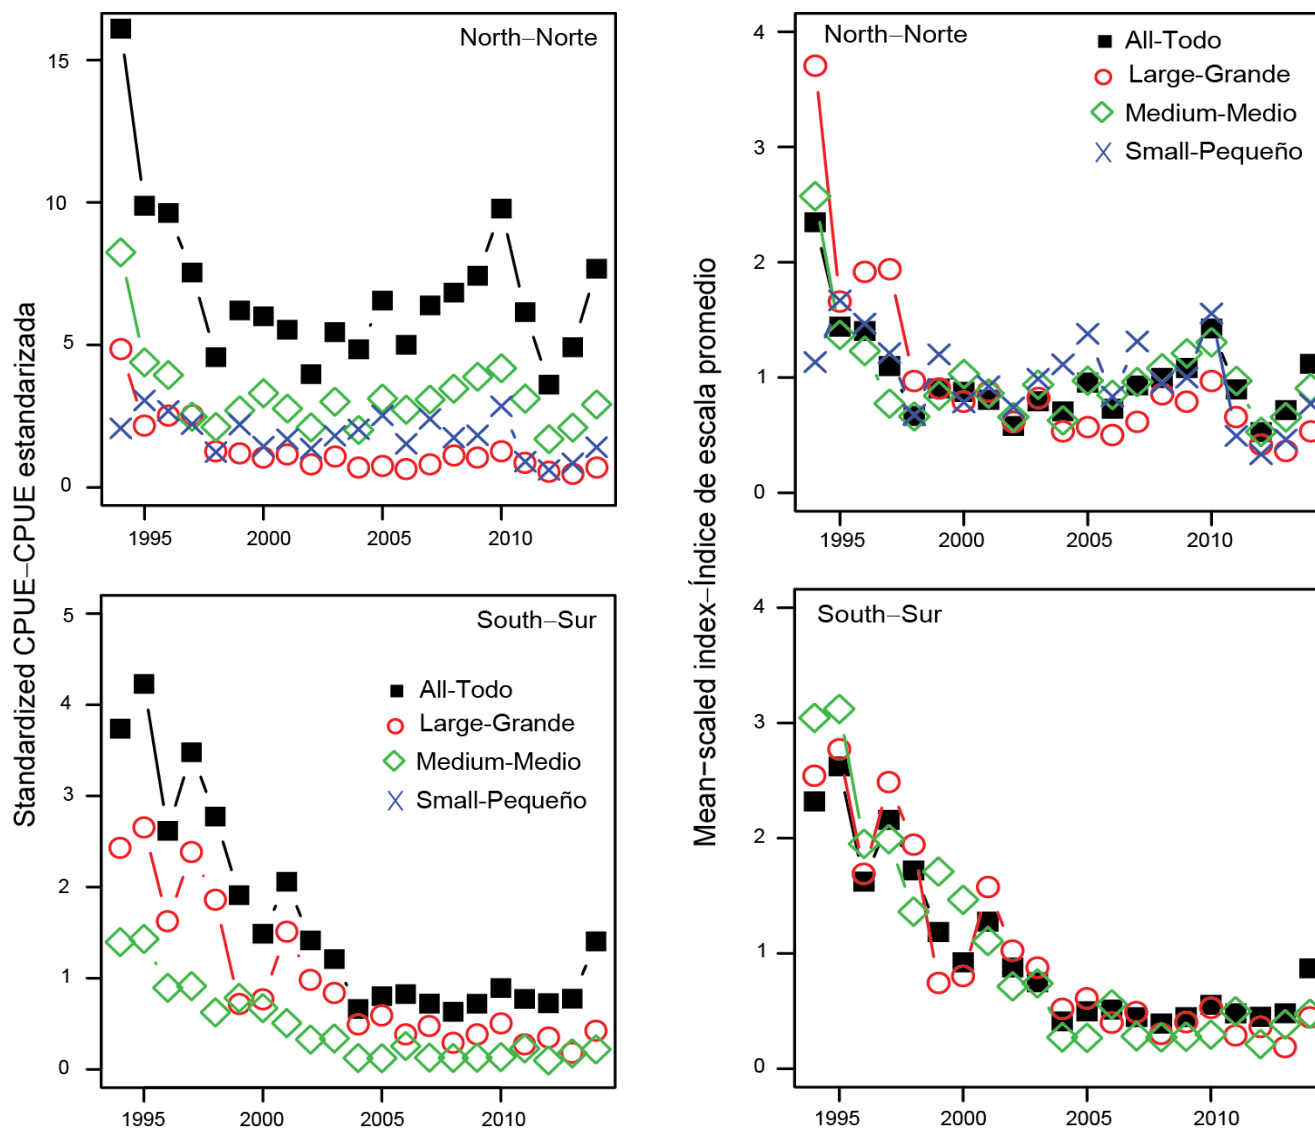 Standardized CPUE–CPUE estandarizada
North–Norte
15
10
5
0
1995 2000 2005 2010
Mean-scaled index–Índice de escala promedio
North–Norte
All-Todo
Large-Grande
Medium-Medio
Small-Pequeño
4
3
2
1
0
1995 2000 2005 2010
South–Sur
All-Todo
Large-Grande
Medium-Medio
Small-Pequeño
5
4
3
2
1
0
1995 2000 2005 2010
South–Sur
4
3
2
1
0
1995 2000 2005 2010